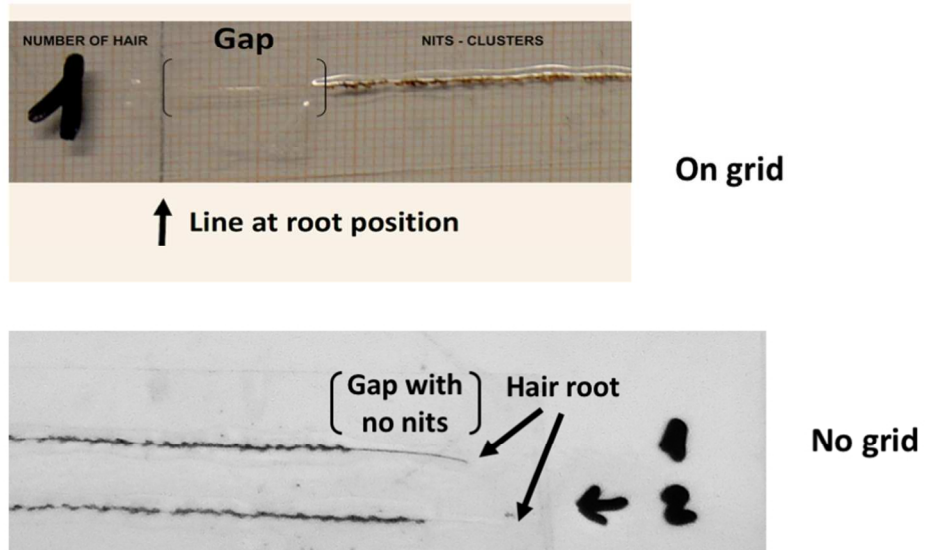 NUMBER OF HAIR
Gap
NITS - CLUSTERS
1
On grid
Line at root position
Gap with
no nits
Hair root
No grid